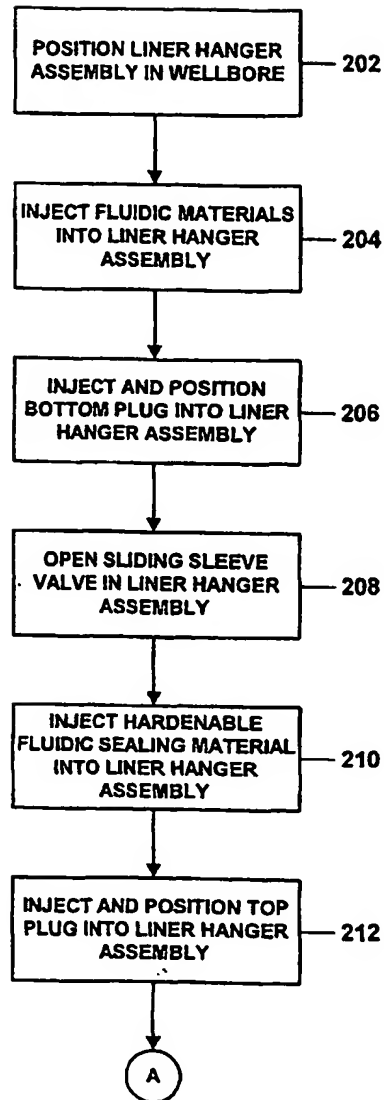 POSITION LINER HANGER
ASSEMBLY IN WELLBORE
202
INJECT FLUIDIC MATERIALS
INTO LINER HANGER
ASSEMBLY
204
INJECT AND POSITION
BOTTOM PLUG INTO LINER
HANGER ASSEMBLY
206
OPEN SLIDING SLEEVE
VALVE IN LINER HANGER
ASSEMBLY
208
INJECT HARDENABLE
FLUIDIC SEALING MATERIAL
INTO LINER HANGER
ASSEMBLY
210
INJECT AND POSITION TOP
PLUG INTO LINER HANGER
ASSEMBLY
212
A